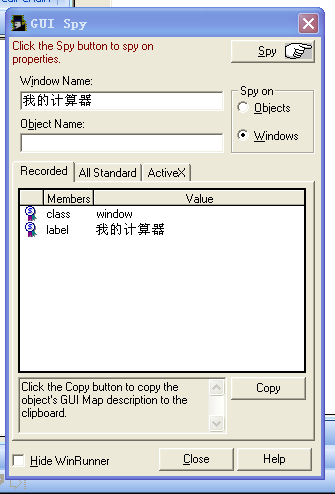 GUI Spy
Click the Spy button to spy on
properties.
Spy
Window Name:
我的计算器
Object Name:
Spy on
Objects
Windows
Recorded
All Standard
ActiveX
Members Value
class window
label 我的计算器
Click the Copy button to copy the
object's GUI Map description to the
clipboard.
Copy
Hide WinRunner
Close
Help